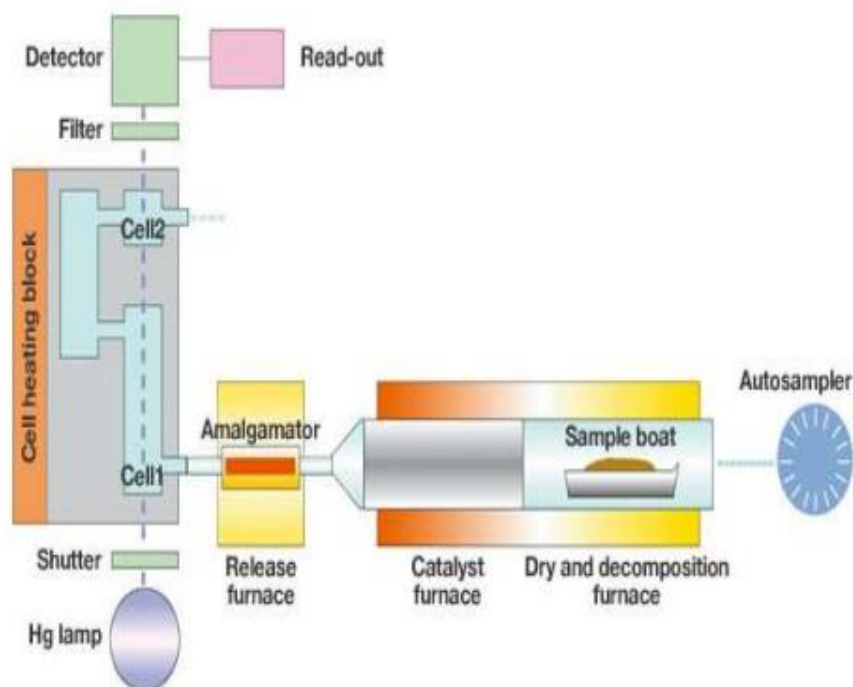 Detector
Read-out
Filter
Cell heating block
Cell2
Cell1
Amalgamator
Sample boat
Autosampler
Shutter
Release
furnace
Catalyst
furnace
Dry and decomposition
furnace
Hg lamp